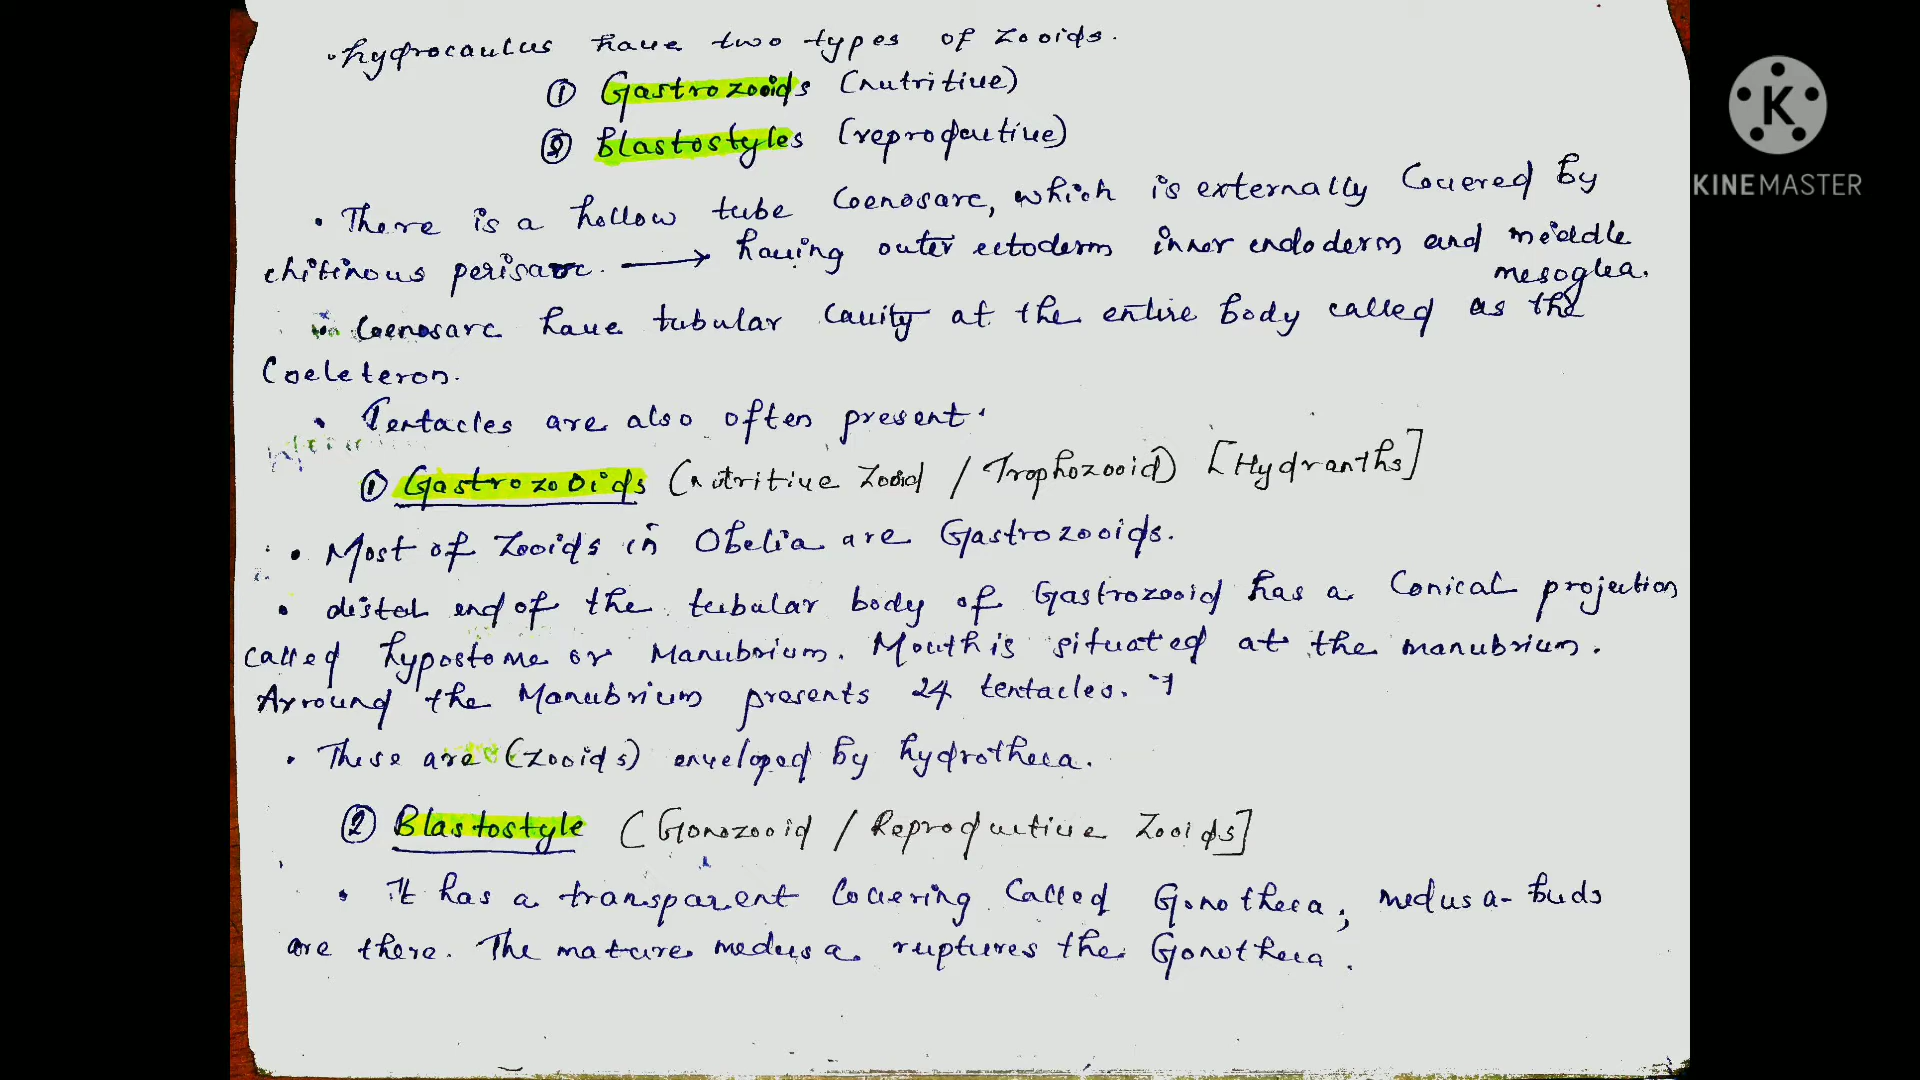 • hydrocaulus have two types of zooids.
① Gastrozooids (nutritive)
② Blastostyles (reproductive)
• There is a hollow tube Coenosarc, which is externally Covered by
chitinous perisarc. → having outer ectoderm inner endoderm and meiddle
mesoglea.
Coenosarc have tubular cavity at the entire body called as the
Coeleteron.
• Tentacles are also often present.
① Gastrozooids (nutritive Zooid / Trophozooid) [Hydranths]
• Most of Zooids in Obelia are Gastrozooids.
• distal end of the tubular body of Gastrozooid has a Conical projection
called hypostome or Manubrium. Mouth is situated at the manubrium.
Arround the Manubrium presents 24 tentacles.
• These are (zooids) enveloped by hydrotheca.
② Blastostyle (Gonozooid / Reproductive Zooids]
• It has a transparent Covering Called Gonotheca; medusa-buds
are there. The mature medusa ruptures the Gonotheca.
K
KINEMASTER